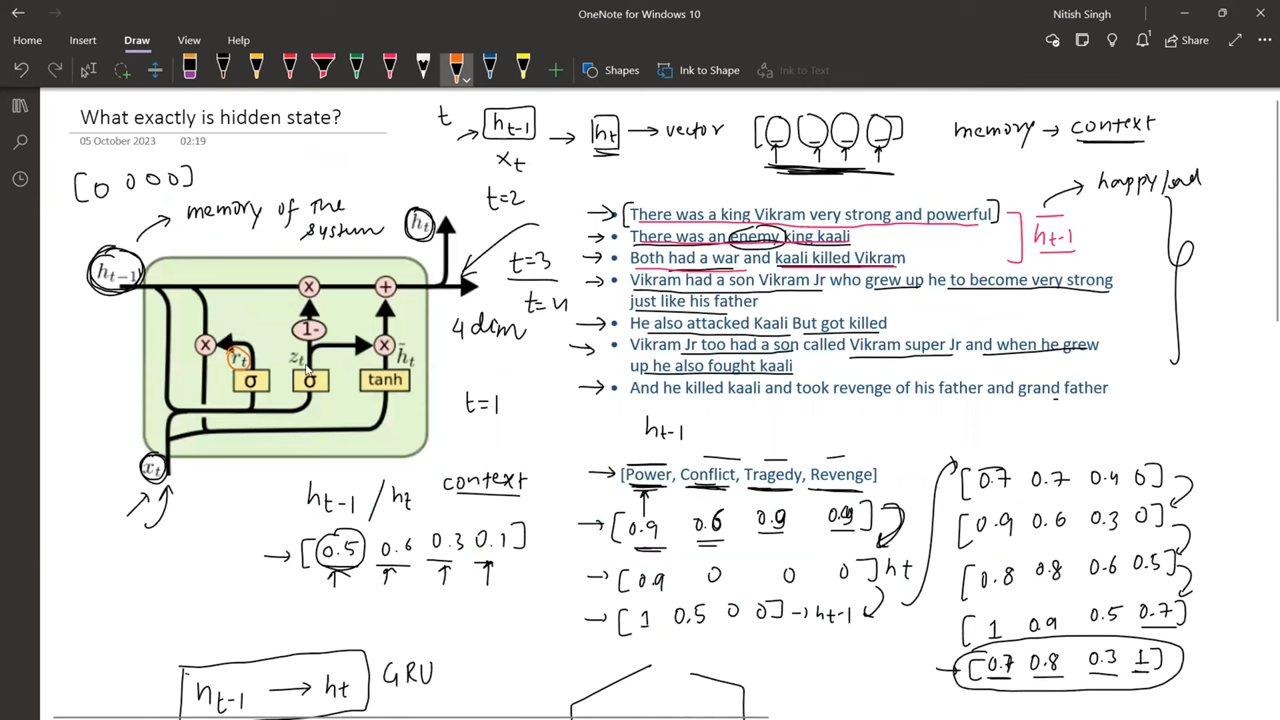 OneNote for Windows 10
Nitish Singh
Home Insert Draw View Help
Share
Shapes Ink to Shape Ink to Text
What exactly is hidden state?
05 October 2023 02:19
t
ht-1
ht
vector
memory → context
xt
t=2
[0 0 0 0]
memory of the system
ht
ht-1
t=3
t=4
4 dim
t=1
happy/sad
There was a king Vikram very strong and powerful
There was an enemy king kaali
Both had a war and kaali killed Vikram
ht-1
Vikram had a son Vikram Jr who grew up he to become very strong
just like his father
He also attacked Kaali But got killed
Vikram Jr too had a son called Vikram super Jr and when he grew
up he also fought kaali
And he killed kaali and took revenge of his father and grand father
x 1- + x rt zt x h̃t
σ σ tanh
xt
ht-1
ht-1 / ht context
[0.5 0.6 0.3 0.1]
[Power, Conflict, Tragedy, Revenge]
[0.9 0.6 0.9 0.9]
[0.9 0 0 0] ht
[1 0.5 0 0] → ht-1
[0.7 0.7 0.4 0]
[0.9 0.6 0.3 0]
[0.8 0.8 0.6 0.5]
[1 0.9 0.5 0.7]
[0.7 0.8 0.3 1]
ht-1 → ht GRU